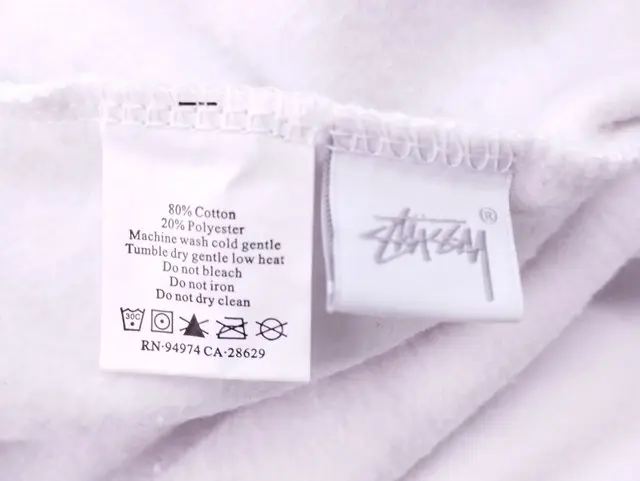 80% Cotton
20% Polyester
Machine wash cold gentle
Tumble dry gentle low heat
Do not bleach
Do not iron
Do not dry clean
30C
RN·94974 CA·28629
STÜSSY®